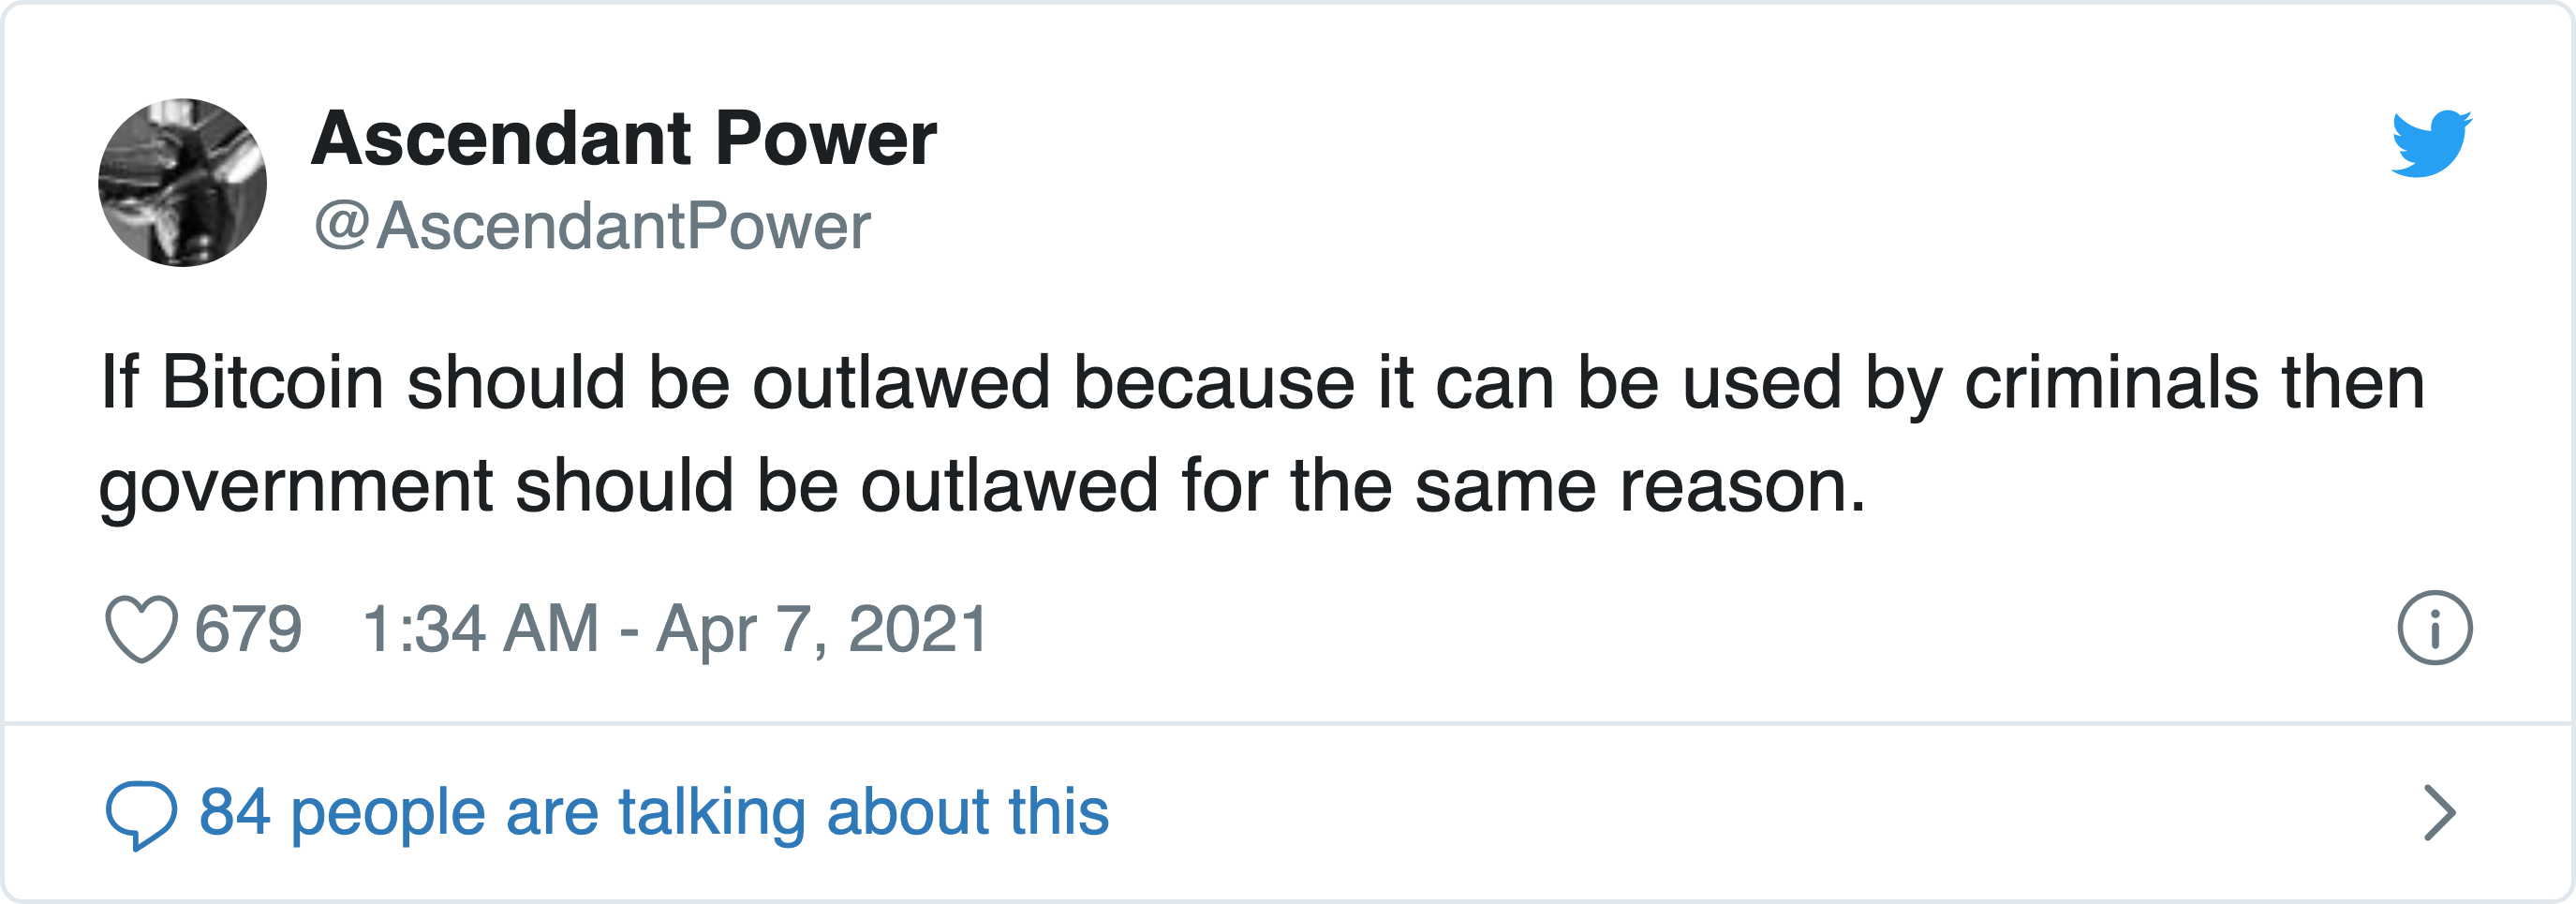 Ascendant Power
@AscendantPower
If Bitcoin should be outlawed because it can be used by criminals then
government should be outlawed for the same reason.
679 1:34 AM - Apr 7, 2021
84 people are talking about this